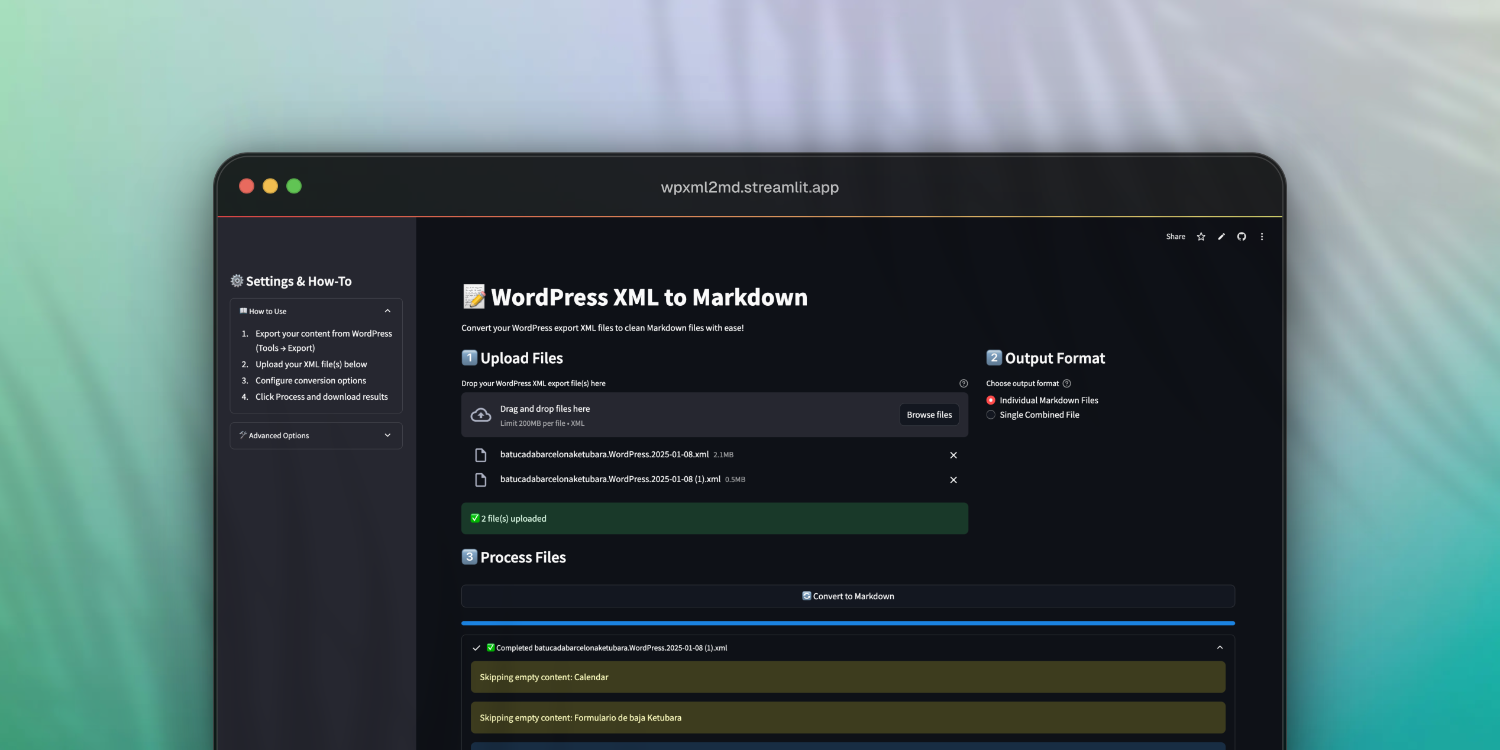 wpxml2md.streamlit.app
Share
Settings & How-To
How to Use
1. Export your content from WordPress
(Tools → Export)
2. Upload your XML file(s) below
3. Configure conversion options
4. Click Process and download results
Advanced Options
WordPress XML to Markdown
Convert your WordPress export XML files to clean Markdown files with ease!
1 Upload Files
Drop your WordPress XML export file(s) here
Drag and drop files here
Limit 200MB per file • XML
Browse files
batucadabarcelonaketubara.WordPress.2025-01-08.xml 2.1MB
batucadabarcelonaketubara.WordPress.2025-01-08 (1).xml 0.5MB
2 file(s) uploaded
2 Output Format
Choose output format
Individual Markdown Files
Single Combined File
3 Process Files
Convert to Markdown
Completed batucadabarcelonaketubara.WordPress.2025-01-08 (1).xml
Skipping empty content: Calendar
Skipping empty content: Formulario de baja Ketubara